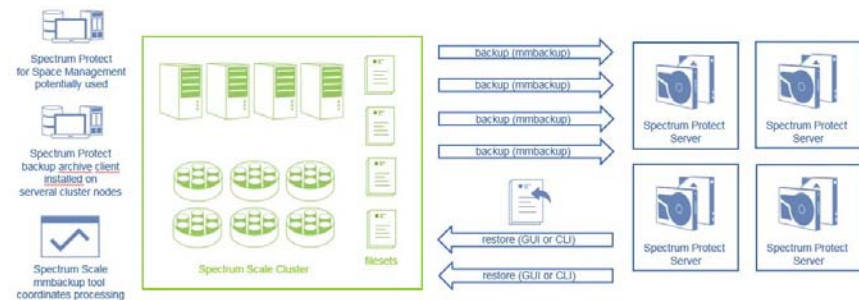 Spectrum Protect
for Space Management
potentially used
Spectrum Protect
backup archive client
installed on
serveral cluster nodes
Spectrum Scale
mmbackup tool
coordinates processing
Spectrum Scale Cluster
filesets
backup (mmbackup)
backup (mmbackup)
backup (mmbackup)
backup (mmbackup)
restore (GUI or CLI)
restore (GUI or CLI)
Spectrum Protect
Server
Spectrum Protect
Server
Spectrum Protect
Server
Spectrum Protect
Server